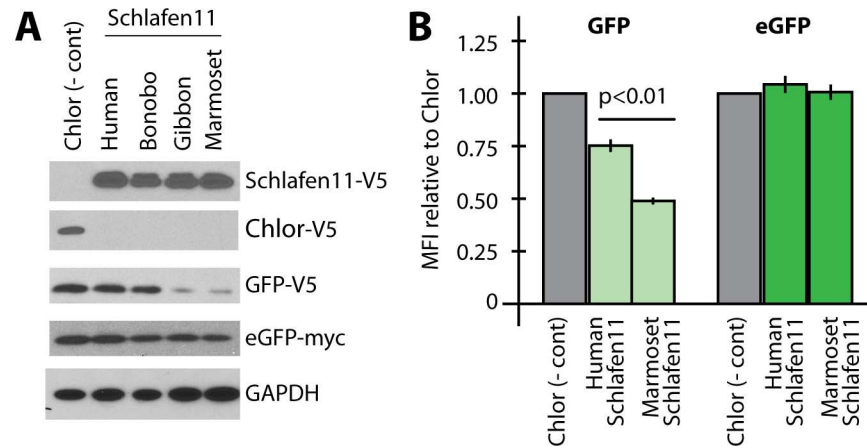 A
Schlafen11
Chlor (- cont)
Human
Bonobo
Gibbon
Marmoset
Schlafen11-V5
Chlor-V5
GFP-V5
eGFP-myc
GAPDH
B
GFP
eGFP
MFI relative to Chlor
1.25
1.00
0.75
0.50
0.25
0
p<0.01
Chlor (- cont)
Human
Schlafen11
Marmoset
Schlafen11
Chlor (- cont)
Human
Schlafen11
Marmoset
Schlafen11